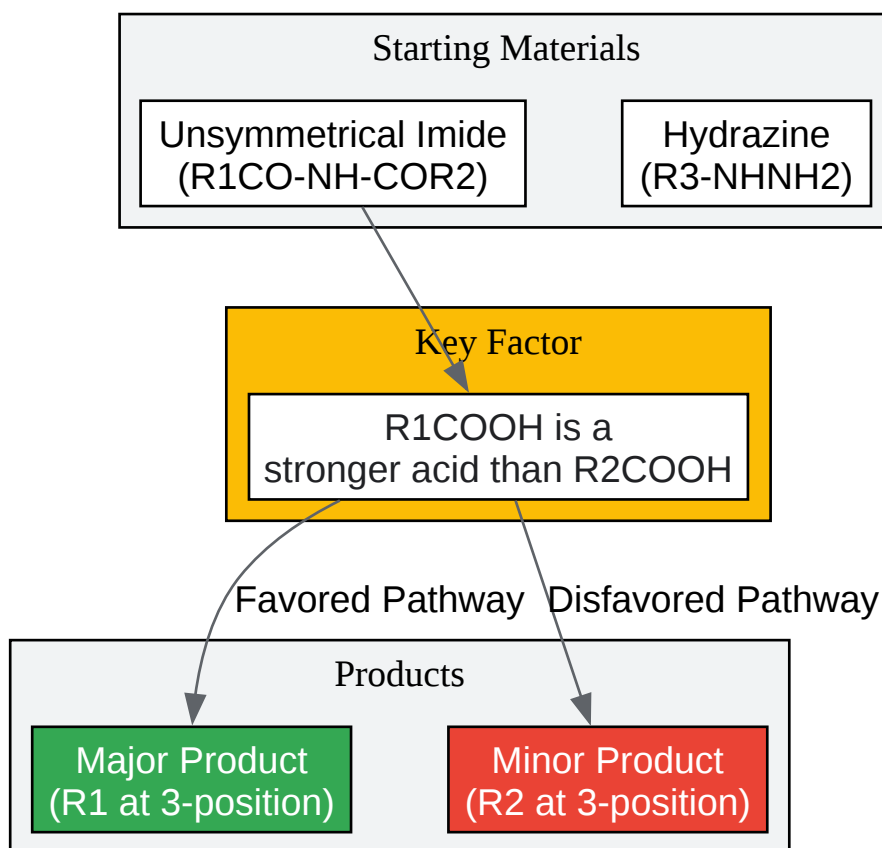 Starting Materials
Unsymmetrical Imide
(R1CO-NH-COR2)
Hydrazine
(R3-NHNH2)
Key Factor
R1COOH is a
stronger acid than R2COOH
Favored Pathway
Disfavored Pathway
Products
Major Product
(R1 at 3-position)
Minor Product
(R2 at 3-position)